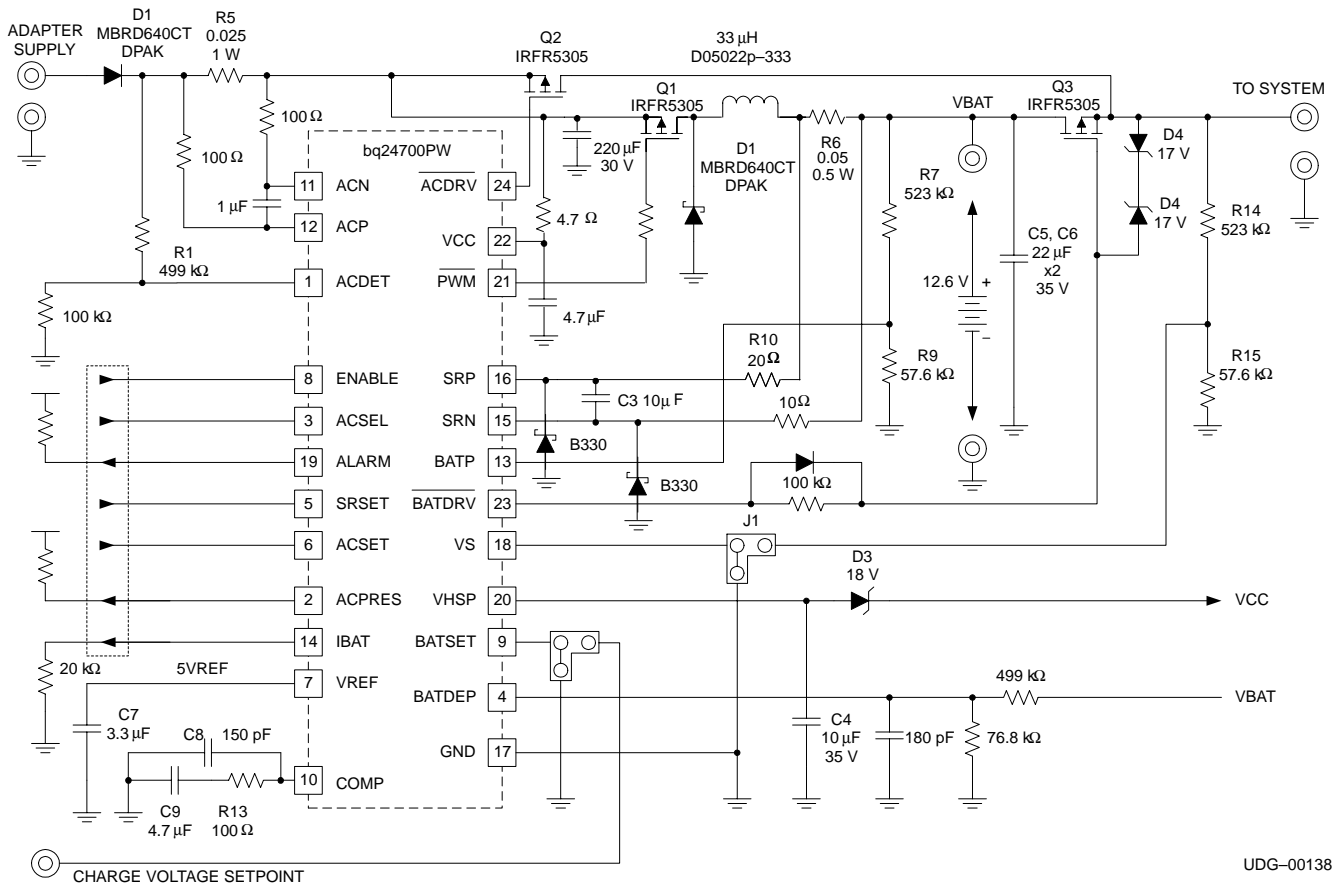 ADAPTER
SUPPLY
D1
MBRD640CT
DPAK
R5
0.025
1 W
Q2
IRFR5305
33 μH
D05022p–333
Q1
IRFR5305
VBAT
Q3
IRFR5305
TO SYSTEM
100 Ω
100 Ω
1 μF
R1
499 kΩ
100 kΩ
bq24700PW
11 ACN
12 ACP
1 ACDET
8 ENABLE
3 ACSEL
19 ALARM
5 SRSET
6 ACSET
2 ACPRES
14 IBAT
7 VREF
10 COMP
ACDRV 24
VCC 22
PWM 21
SRP 16
SRN 15
BATP 13
BATDRV 23
VS 18
VHSP 20
BATSET 9
BATDEP 4
GND 17
220 μF
30 V
4.7 Ω
4.7 μF
D1
MBRD640CT
DPAK
R6
0.05
0.5 W
R7
523 kΩ
R9
57.6 kΩ
12.6 V
+
–
C5, C6
22 μF
x2
35 V
D4
17 V
D4
17 V
R14
523 kΩ
R15
57.6 kΩ
R10
20 Ω
C3 10μ F
10 Ω
B330
B330
100 kΩ
J1
D3
18 V
VCC
499 kΩ
VBAT
C4
10 μF
35 V
180 pF
76.8 kΩ
20 kΩ
5VREF
C7
3.3 μF
C8 150 pF
C9
4.7 μF
R13
100 Ω
CHARGE VOLTAGE SETPOINT
UDG–00138